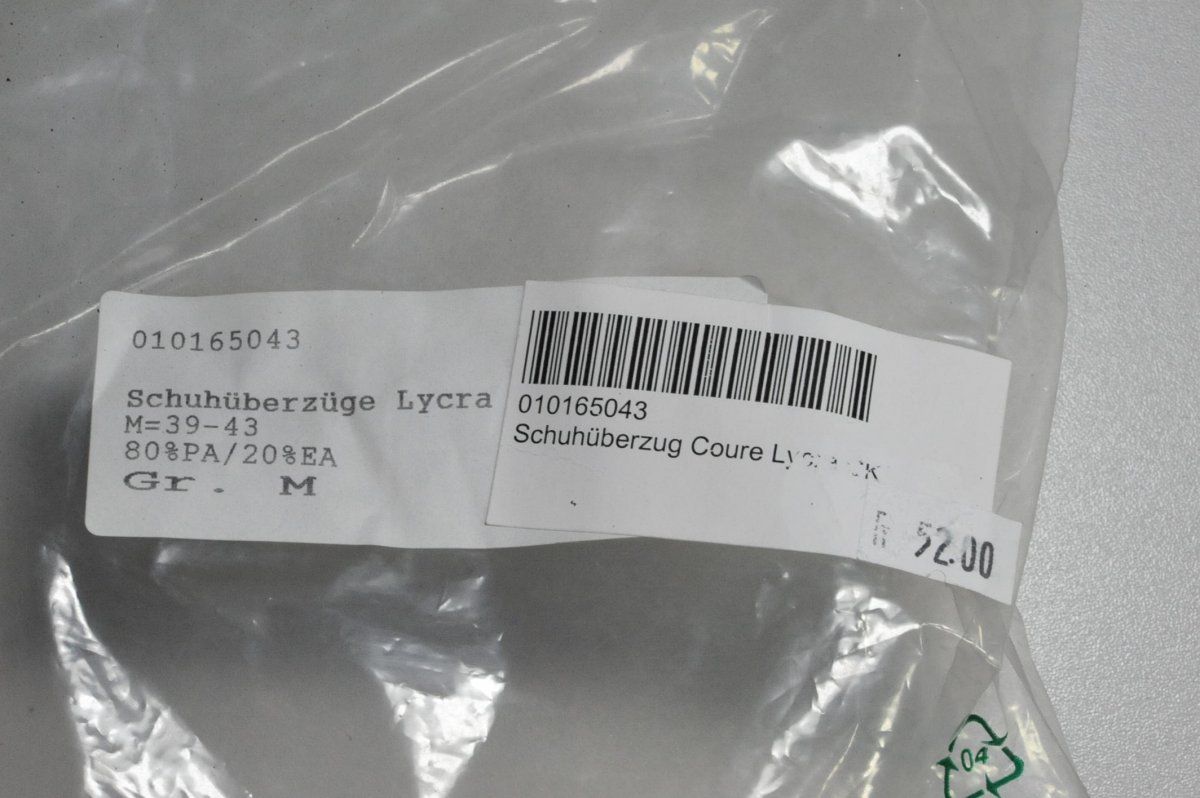 010165043
Schuhüberzüge Lycra
M=39-43
80%PA/20%EA
Gr. M
010165043
Schuhüberzug Coure
52.00
04